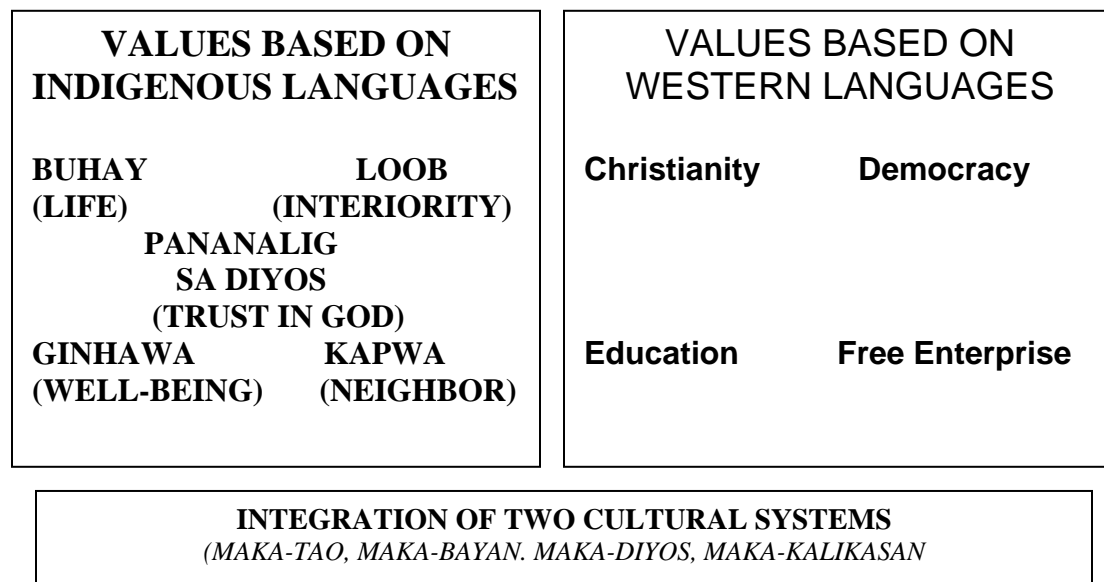 VALUES BASED ON
INDIGENOUS LANGUAGES
BUHAY LOOB
(LIFE) (INTERIORITY)
PANANALIG
SA DIYOS
(TRUST IN GOD)
GINHAWA KAPWA
(WELL-BEING) (NEIGHBOR)
VALUES BASED ON
WESTERN LANGUAGES
Christianity Democracy
Education Free Enterprise
INTEGRATION OF TWO CULTURAL SYSTEMS
(MAKA-TAO, MAKA-BAYAN. MAKA-DIYOS, MAKA-KALIKASAN